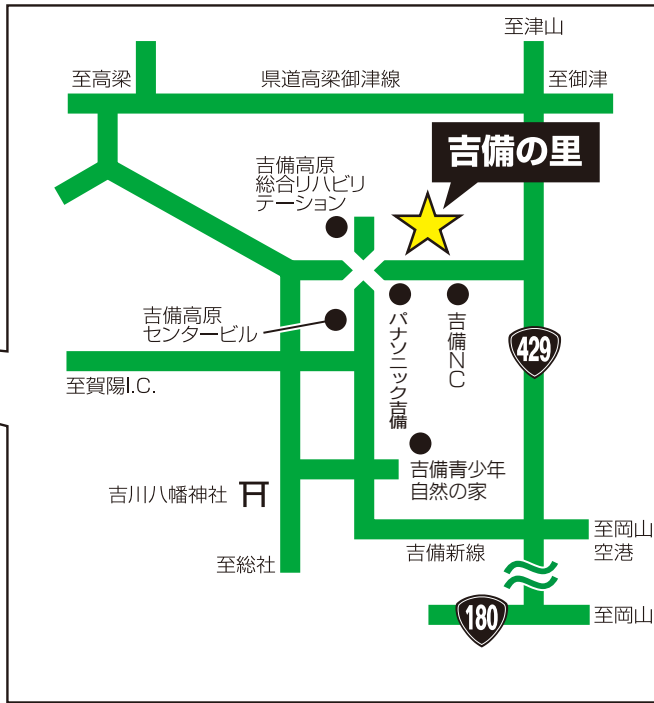 至津山
至高梁
県道高梁御津線
至御津
吉備の里
吉備高原
総合リハビリ
テーション
吉備高原
センタービル
パナソニック吉備
吉備NC
429
至賀陽I.C.
吉備青少年
自然の家
吉川八幡神社
吉備新線
至岡山
空港
至総社
180
至岡山